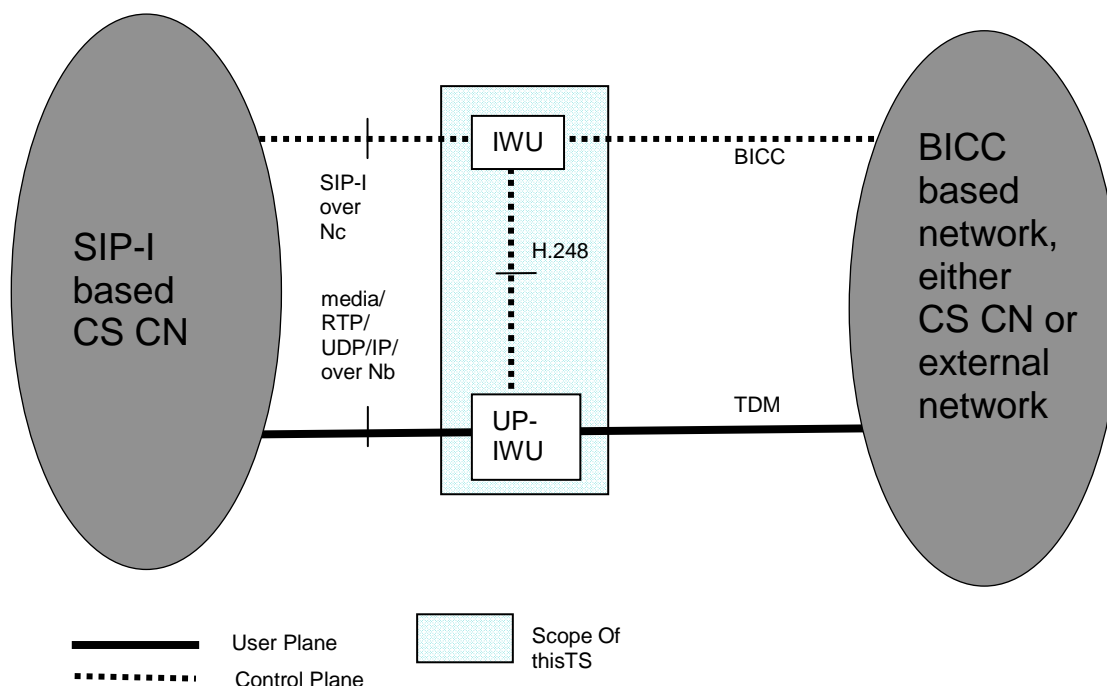 SIP-I
based
CS CN
SIP-I
over
Nc
media/
RTP/
UDP/IP/
over Nb
IWU
H.248
UP-
IWU
BICC
TDM
BICC
based
network,
either
CS CN or
external
network
User Plane
Control Plane
Scope Of
thisTS